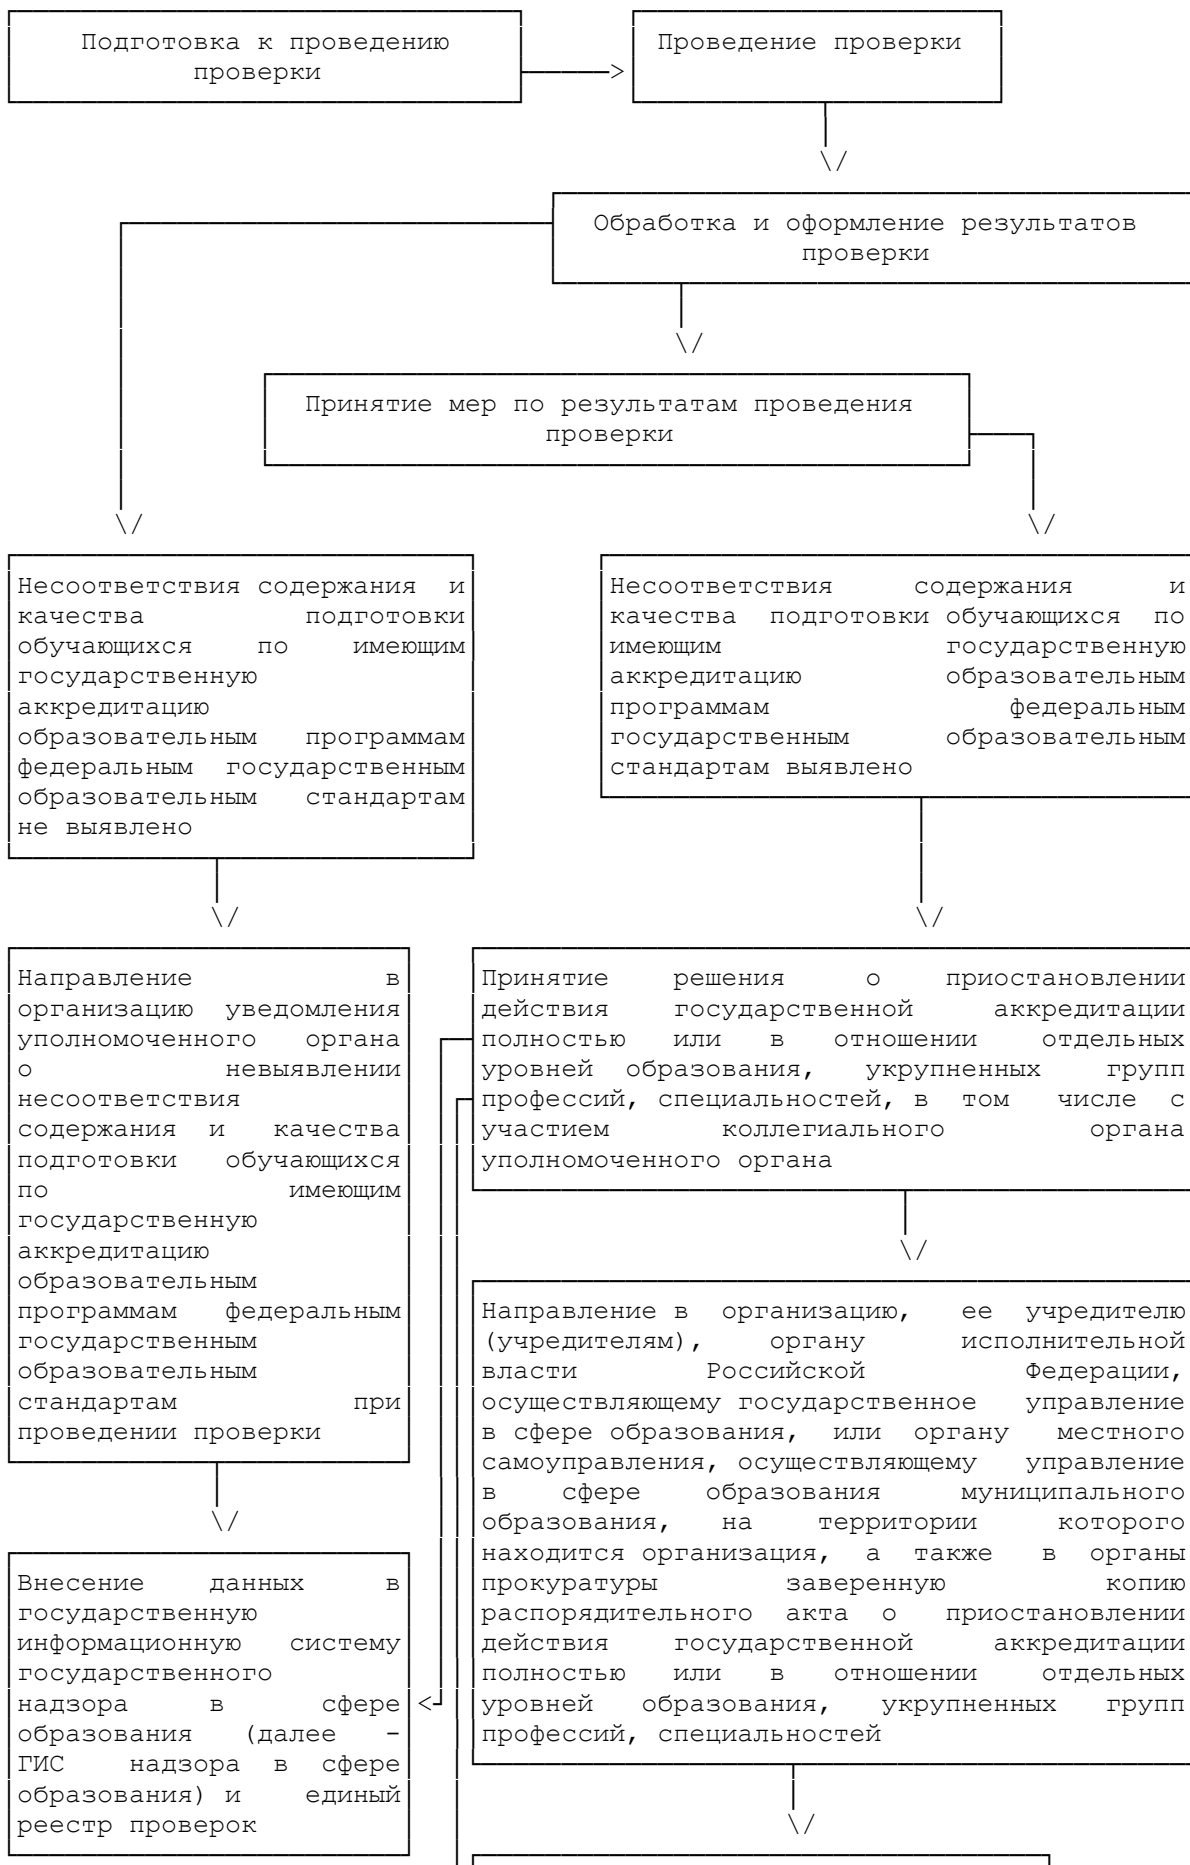 Подготовка к проведению
проверки
Проведение проверки
Обработка и оформление результатов
проверки
Принятие мер по результатам проведения
проверки
Несоответствия содержания и
качества подготовки
обучающихся по имеющим
государственную
аккредитацию
образовательным программам
федеральным государственным
образовательным стандартам
не выявлено
Несоответствия содержания и
качества подготовки обучающихся по
имеющим государственную
аккредитацию образовательным
программам федеральным
государственным образовательным
стандартам выявлено
Направление в
организацию уведомления
уполномоченного органа
о невыявлении
несоответствия
содержания и качества
подготовки обучающихся
по имеющим
государственную
аккредитацию
образовательным
программам федеральным
государственным
образовательным
стандартам при
проведении проверки
Принятие решения о приостановлении
действия государственной аккредитации
полностью или в отношении отдельных
уровней образования, укрупненных групп
профессий, специальностей, в том числе с
участием коллегиального органа
уполномоченного органа
Направление в организацию, ее учредителю
(учредителям), органу исполнительной
власти Российской Федерации,
осуществляющему государственное управление
в сфере образования, или органу местного
самоуправления, осуществляющему управление
в сфере образования муниципального
образования, на территории которого
находится организация, а также в органы
прокуратуры заверенную копию
распорядительного акта о приостановлении
действия государственной аккредитации
полностью или в отношении отдельных
уровней образования, укрупненных групп
профессий, специальностей
Внесение данных в
государственную
информационную систему
государственного
надзора в сфере
образования (далее -
ГИС надзора в сфере
образования) и единый
реестр проверок